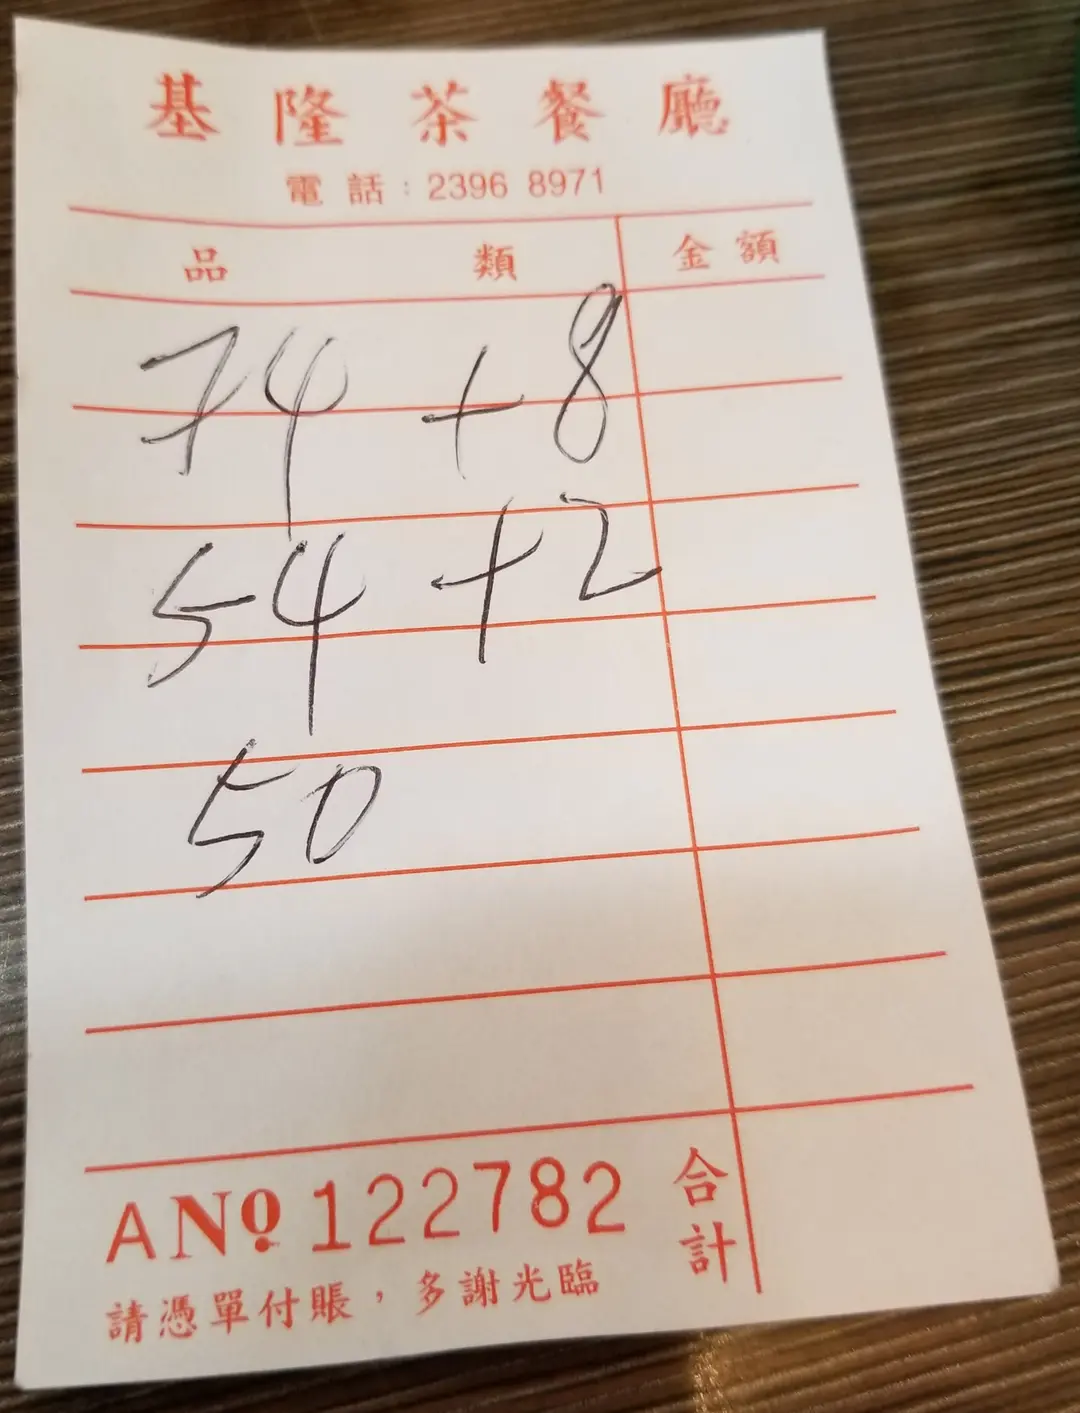 基隆茶餐廳
電話：2396 8971
品類 金額
74 +8
54 +2
50
ANo 122782 合計
請憑單付賬，多謝光臨